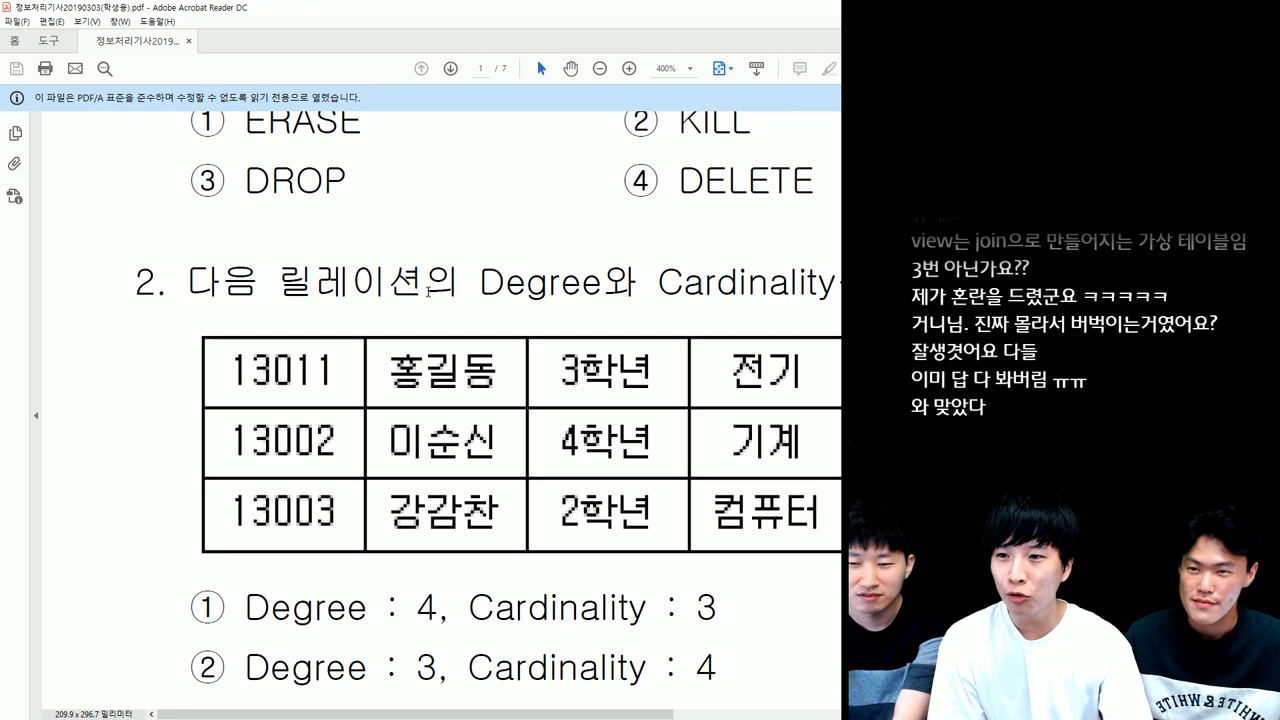 정보처리기사20190303(학생용).pdf - Adobe Acrobat Reader DC
파일(F) 편집(E) 보기(V) 창(W) 도움말(H)
홈 도구 정보처리기사2019... ×
1 / 7 400%
이 파일은 PDF/A 표준을 준수하며 수정할 수 없도록 읽기 전용으로 열렸습니다.
① ERASE ② KILL
③ DROP ④ DELETE
2. 다음 릴레이션의 Degree와 Cardinality
13011 홍길동 3학년 전기
13002 이순신 4학년 기계
13003 강감찬 2학년 컴퓨터
① Degree : 4, Cardinality : 3
② Degree : 3, Cardinality : 4
209.9 x 296.7 밀리미터
view는 join으로 만들어지는 가상 테이블임
3번 아닌가요??
제가 혼란을 드렸군요 ㅋㅋㅋㅋㅋ
거니님. 진짜 몰라서 버벅이는거였어요?
잘생겻어요 다들
이미 답 다 봐버림 ㅠㅠ
와 맞았다
WHITE & WHITE